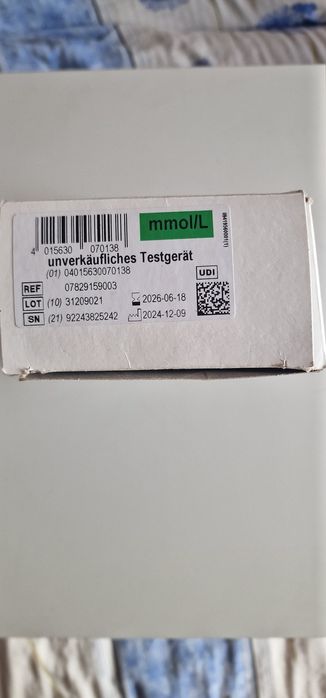 mmol/L
4 015630 070138
unverkäufliches Testgerät
(01) 04015630070138
UDI
REF 07829159003
LOT (10) 31209021 2026-06-18
SN (21) 92243825242 2024-12-09